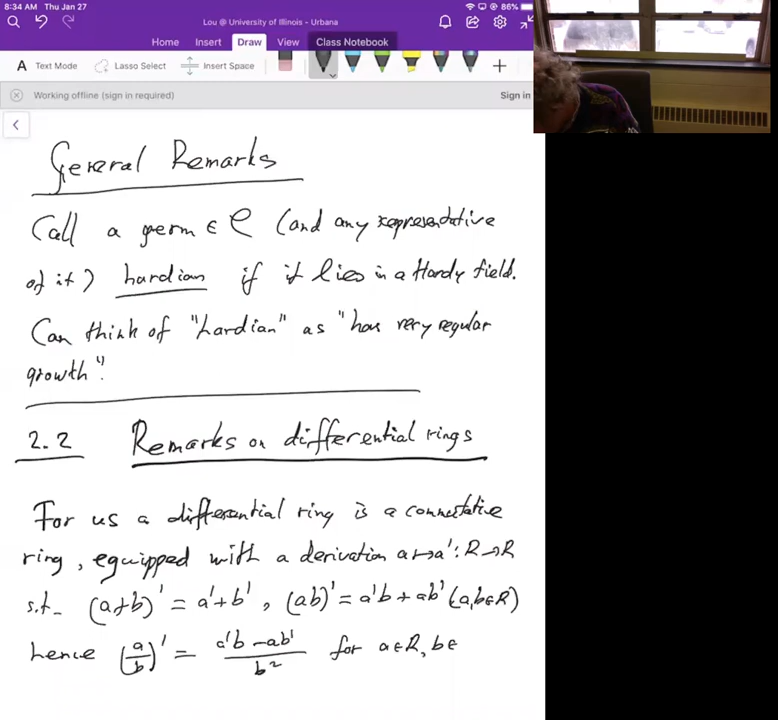 8:34 AM Thu Jan 27
86%
Lou @ University of Illinois - Urbana
Home Insert Draw View Class Notebook
A Text Mode Lasso Select Insert Space
Working offline (sign in required) Sign in
General Remarks
Call a germ ∈ C (and any representative
of it) hardian if it lies in a Hardy field.
Can think of "hardian" as "has very regular
growth".
2.2 Remarks on differential rings
For us a differential ring is a commutative
ring, equipped with a derivation a ↦ a' : R → R
s.t. (a+b)' = a'+b', (ab)' = a'b + ab' (a,b∈R)
hence (a/b)' = (a'b - ab')/b² for a∈R, b∈